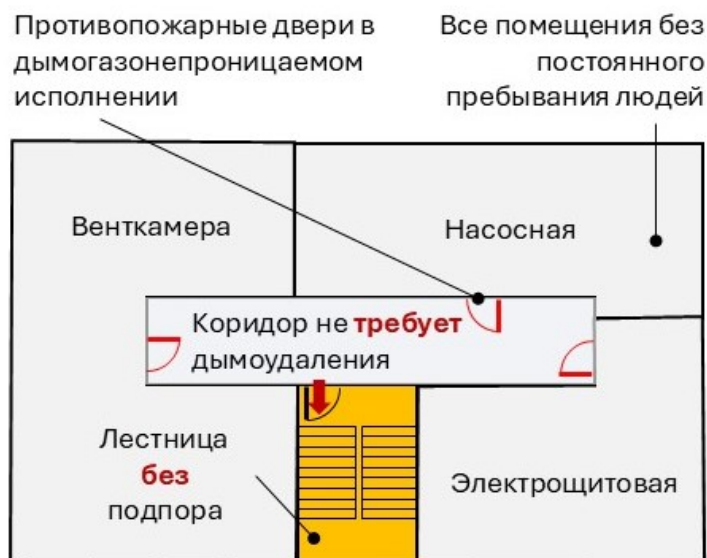 Противопожарные двери в
дымогазонепроницаемом
исполнении
Все помещения без
постоянного
пребывания людей
Венткамера
Насосная
Коридор не требует
дымоудаления
Лестница
без
подпора
Электрощитовая